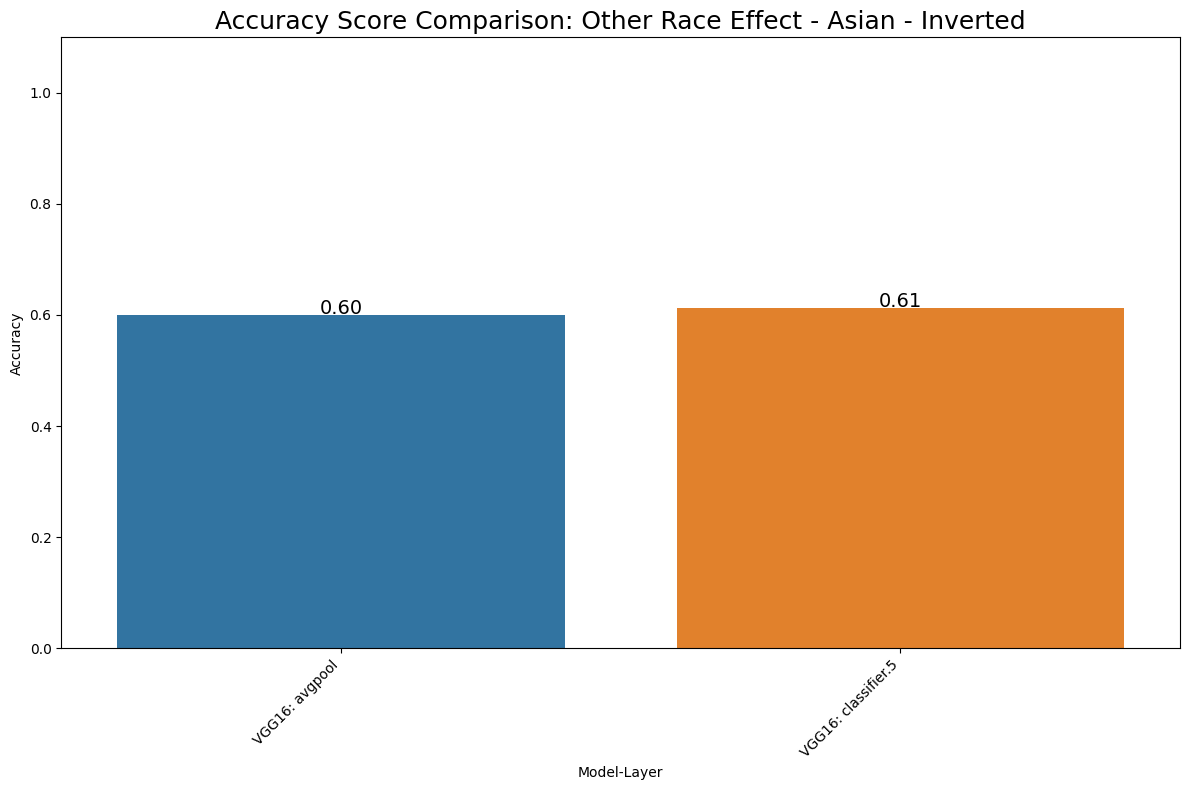 Accuracy Score Comparison: Other Race Effect - Asian - Inverted
1.0
0.8
0.6
0.4
0.2
0.0
Accuracy
0.60
0.61
VGG16: avgpool
VGG16: classifier.5
Model-Layer